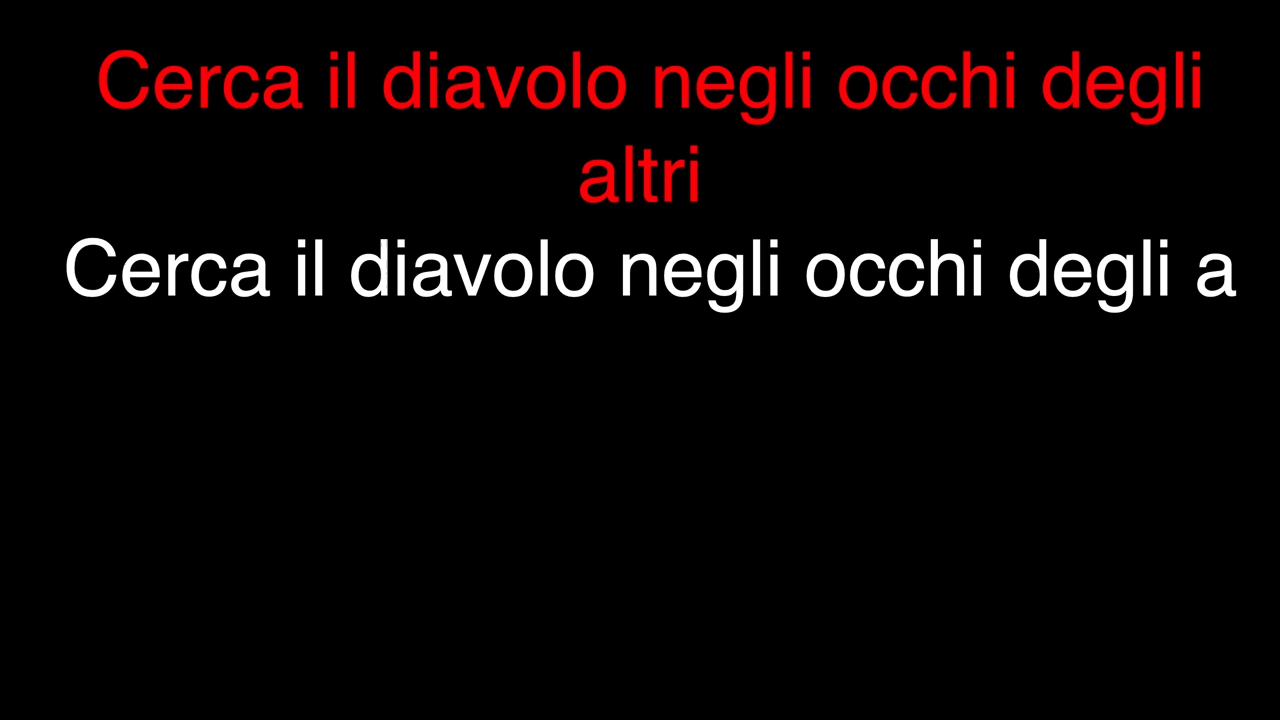 Cerca il diavolo negli occhi degli
altri
Cerca il diavolo negli occhi degli a